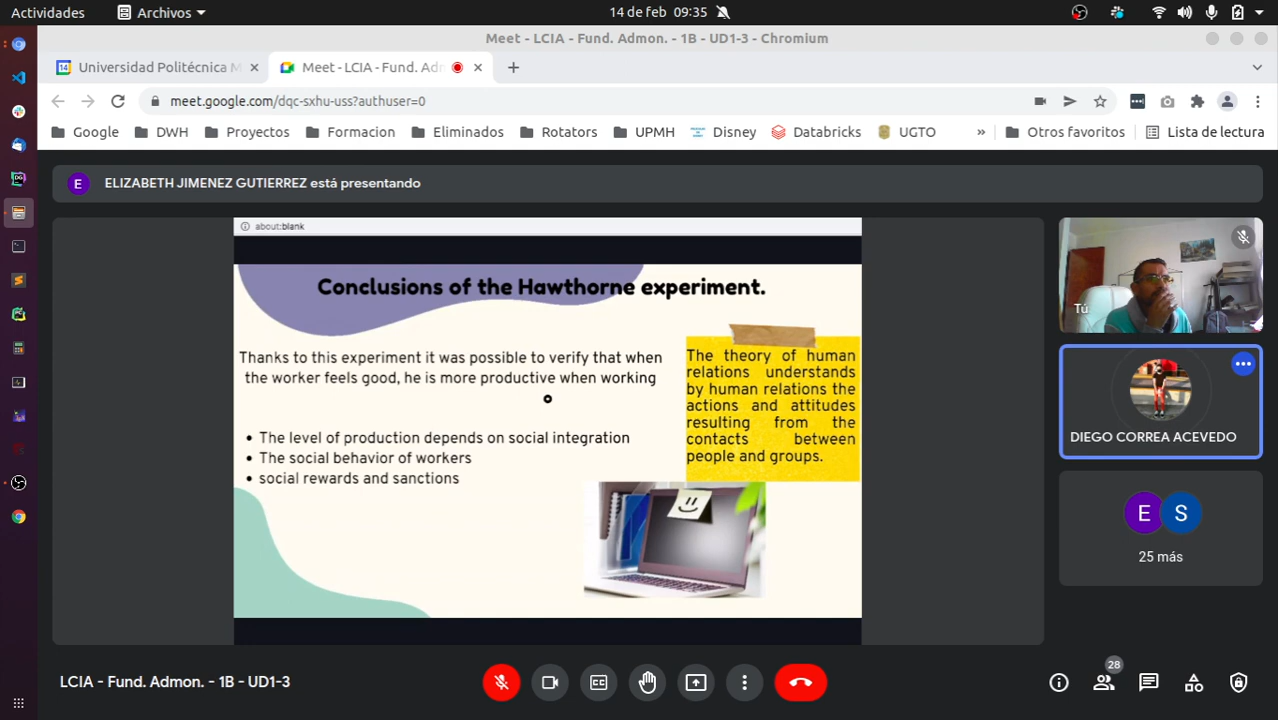 Actividades
Archivos
14 de feb 09:35
Meet - LCIA - Fund. Admon. - 1B - UD1-3 - Chromium
14
Universidad Politécnica M
Meet - LCIA - Fund. Adm
meet.google.com/dqc-sxhu-uss?authuser=0
Google
DWH
Proyectos
Formacion
Eliminados
Rotators
UPMH
Disney
Databricks
UGTO
»
Otros favoritos
Lista de lectura
E
ELIZABETH JIMENEZ GUTIERREZ está presentando
about:blank
Conclusions of the Hawthorne experiment.
Thanks to this experiment it was possible to verify that when
the worker feels good, he is more productive when working
• The level of production depends on social integration
• The social behavior of workers
• social rewards and sanctions
The theory of human
relations understands
by human relations the
actions and attitudes
resulting from the
contacts between
people and groups.
Tú
DIEGO CORREA ACEVEDO
E S
25 más
LCIA - Fund. Admon. - 1B - UD1-3
28